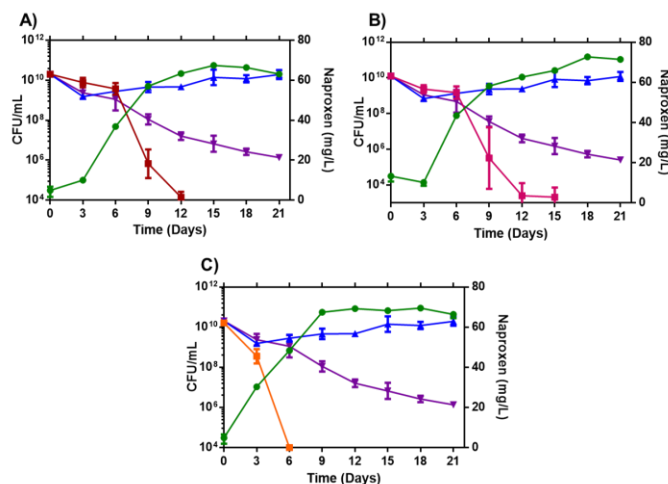 A)
10¹² 80
10¹⁰ 60
10⁸ 40
10⁶ 20
10⁴ 0
CFU/mL
Naproxen (mg/L)
0 3 6 9 12 15 18 21
Time (Days)
B)
10¹² 80
10¹⁰ 60
10⁸ 40
10⁶ 20
10⁴ 0
CFU/mL
Naproxen (mg/L)
0 3 6 9 12 15 18 21
Time (Days)
C)
10¹² 80
10¹⁰ 60
10⁸ 40
10⁶ 20
10⁴ 0
CFU/mL
Naproxen (mg/L)
0 3 6 9 12 15 18 21
Time (Days)